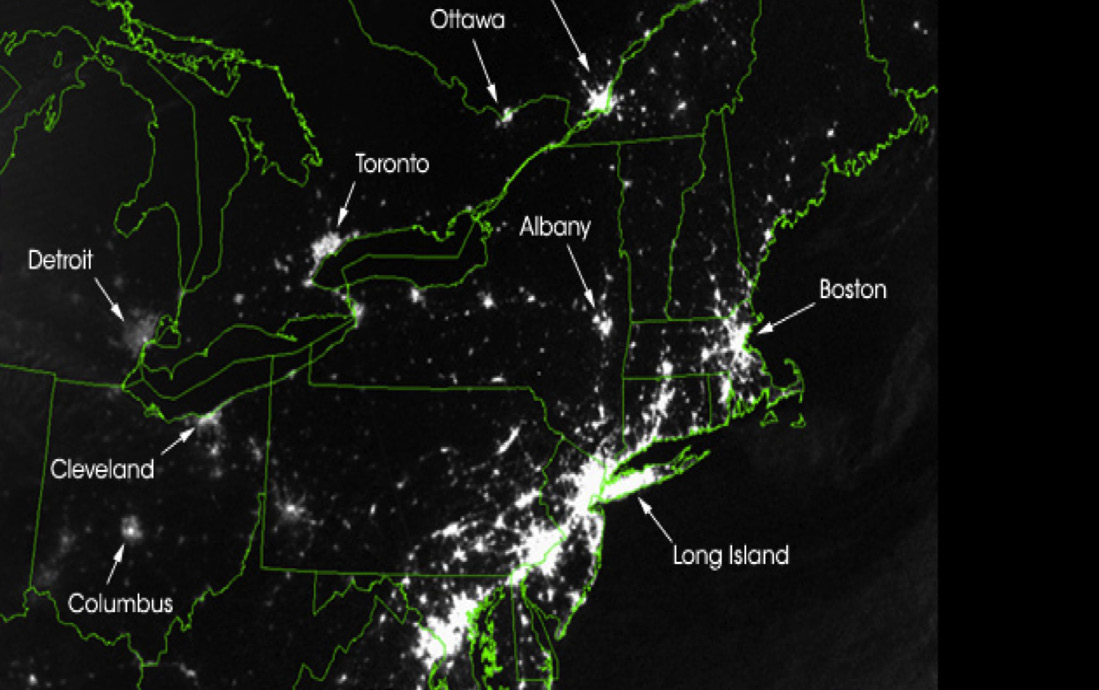 Ottawa
Toronto
Albany
Detroit
Boston
Cleveland
Long Island
Columbus